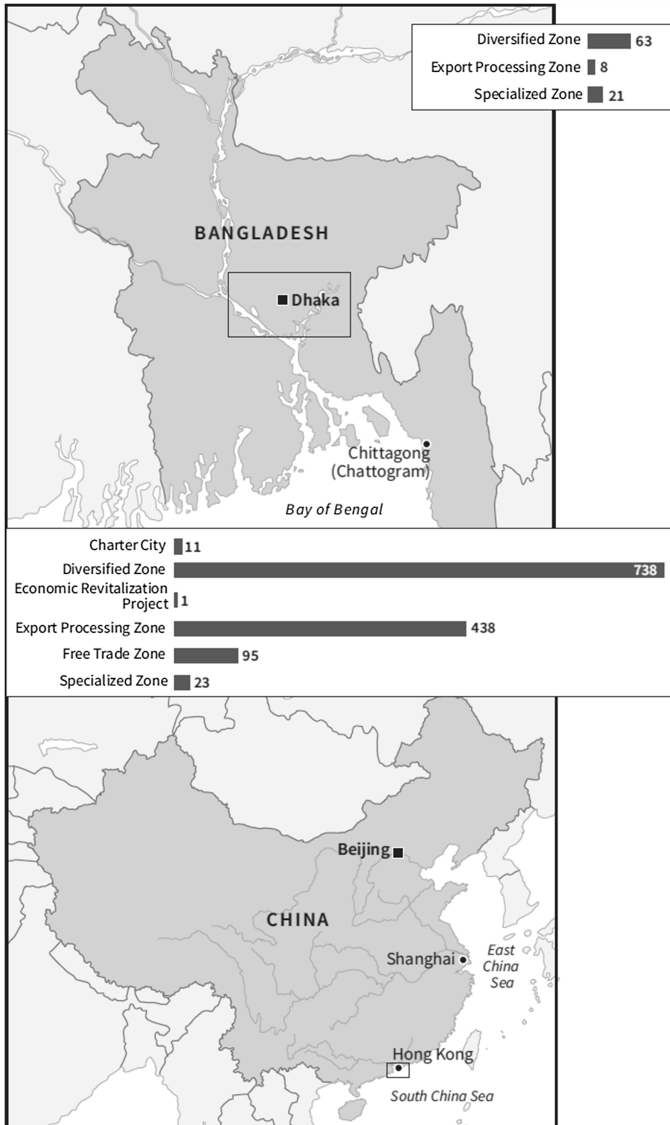 Diversified Zone 63
Export Processing Zone 8
Specialized Zone 21
BANGLADESH
Dhaka
Chittagong
(Chattogram)
Bay of Bengal
Charter City 11
Diversified Zone 738
Economic Revitalization
Project 1
Export Processing Zone 438
Free Trade Zone 95
Specialized Zone 23
Beijing
CHINA
Shanghai
East
China
Sea
Hong Kong
South China Sea